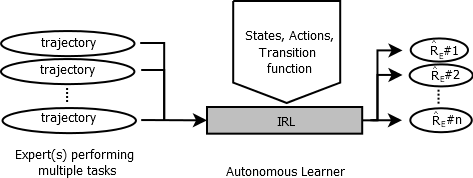 trajectory
trajectory
trajectory
Expert(s) performing
multiple tasks
States, Actions,
Transition
function
IRL
Autonomous Learner
R̂E#1
R̂E#2
R̂E#n